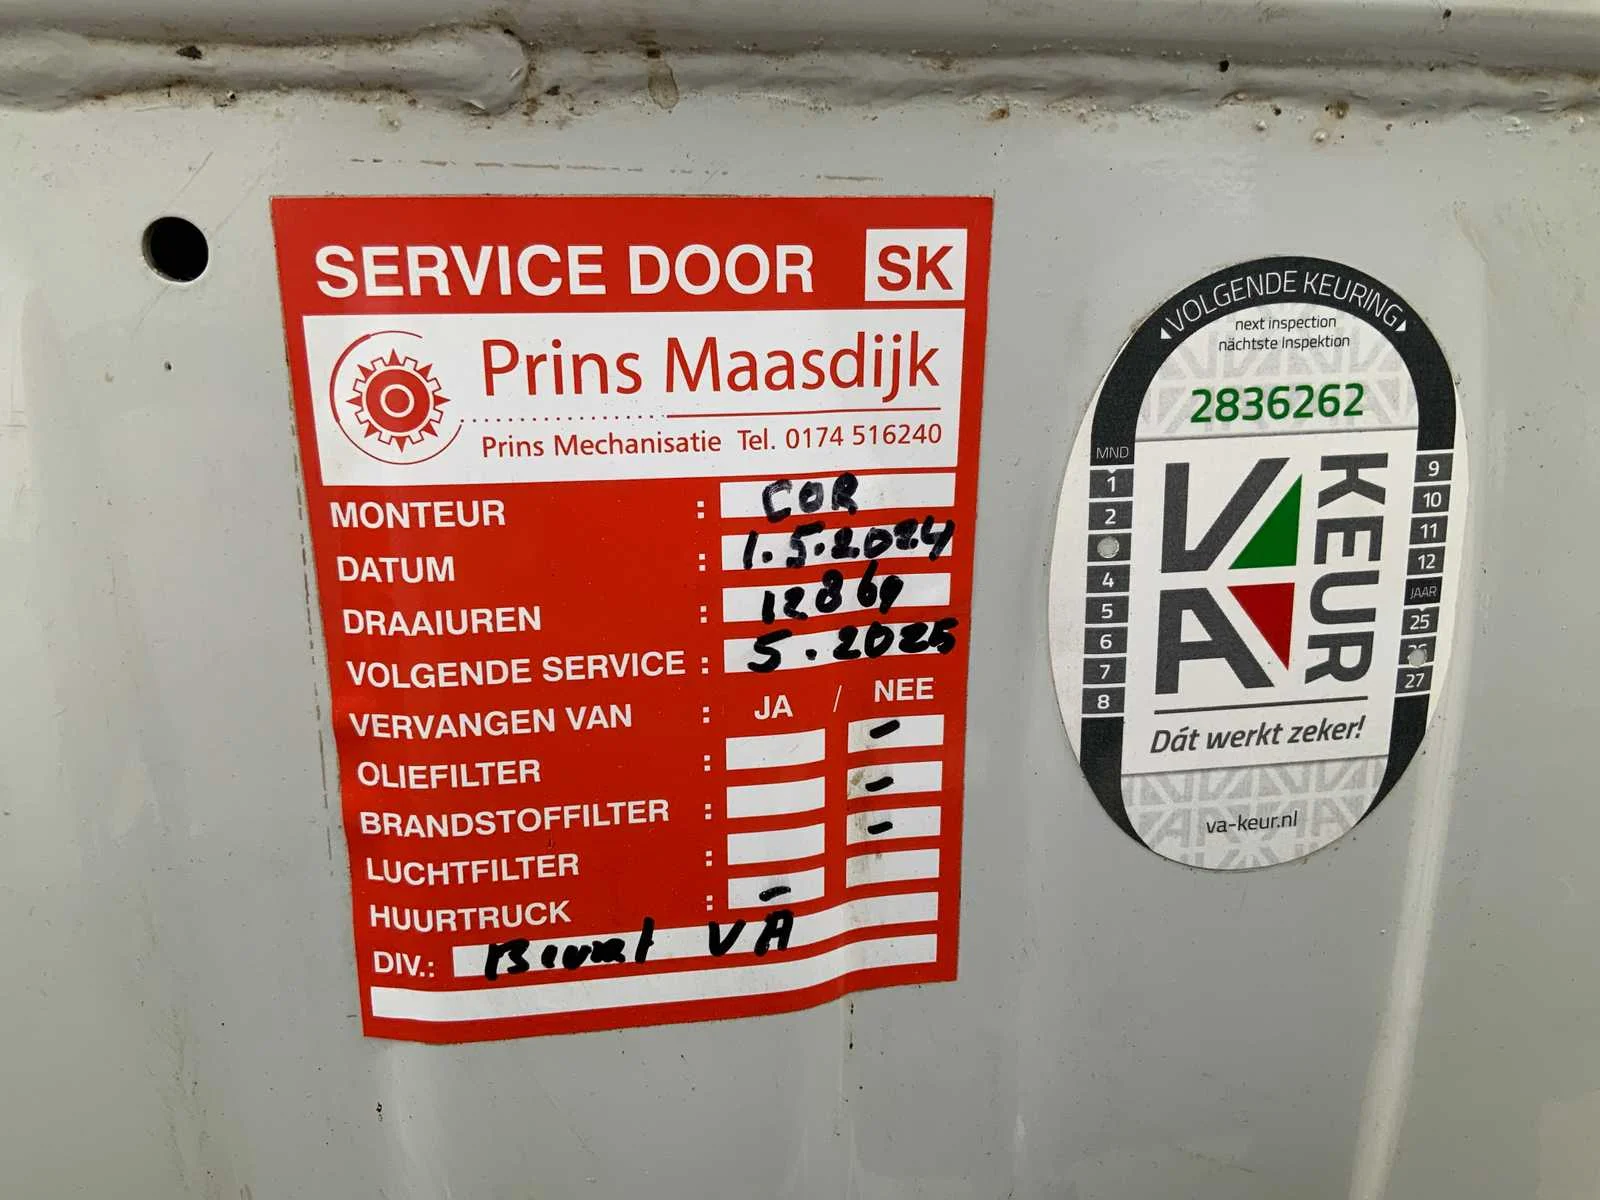 SERVICE DOOR SK
Prins Maasdijk
Prins Mechanisatie Tel. 0174 516240
MONTEUR : COR
DATUM : 1.5.2024
DRAAIUREN : 12869
VOLGENDE SERVICE : 5.2025
VERVANGEN VAN : JA / NEE
OLIEFILTER : -
BRANDSTOFFILTER : -
LUCHTFILTER : -
HUURTRUCK : -
DIV.: VA
VOLGENDE KEURING
next inspection
nächste Inspektion
2836262
MND
1
2
4
5
6
7
8
VA KEUR
9
10
11
12
JAAR
25
26
27
Dát werkt zeker!
va-keur.nl